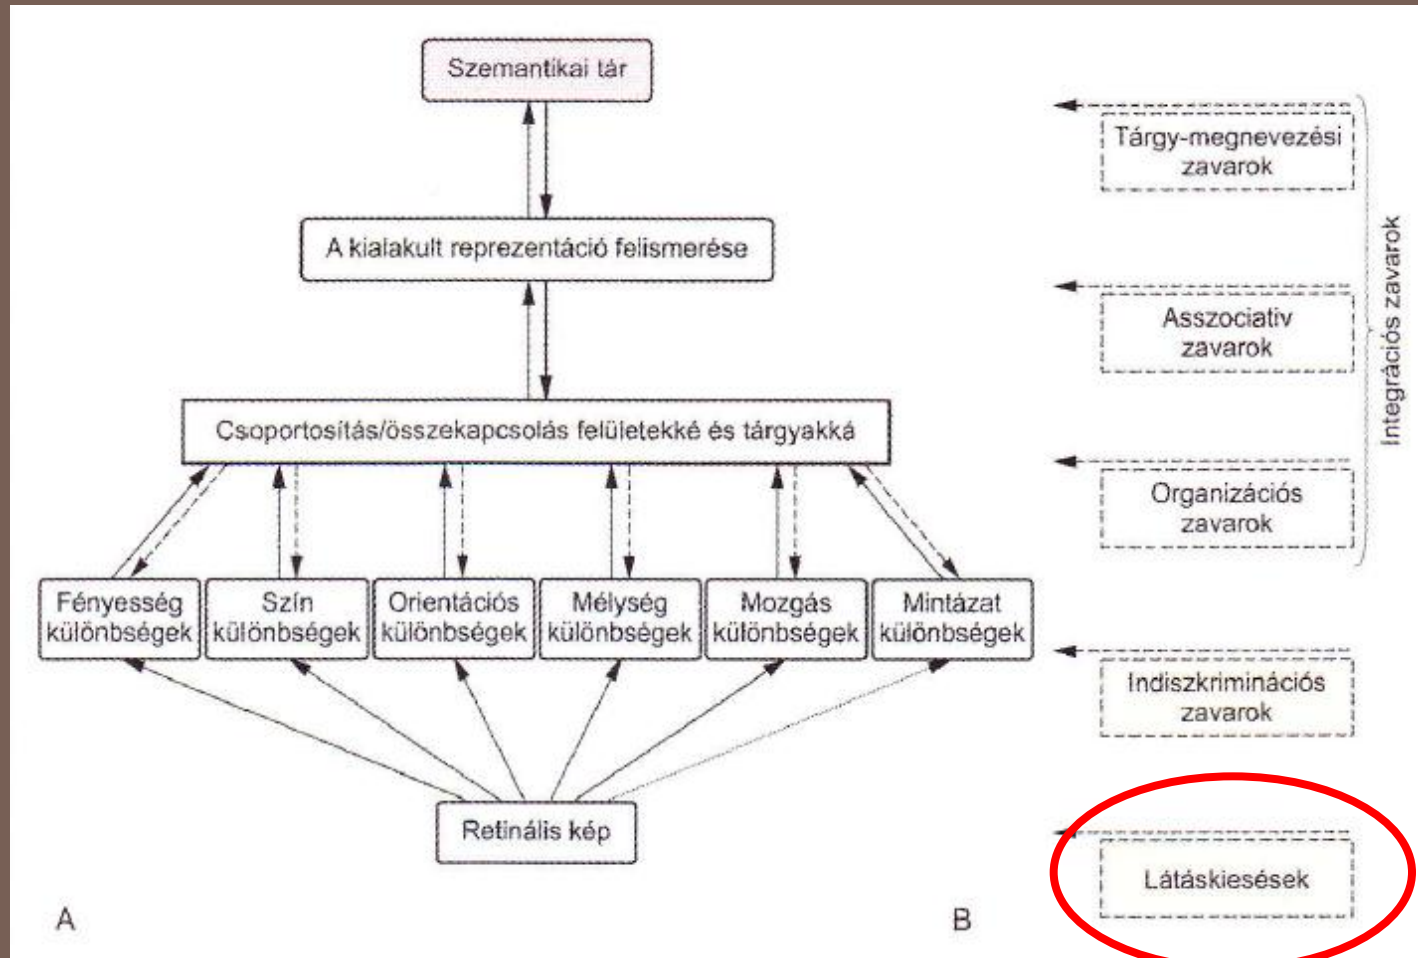 Szemantikai tár
A kialakult reprezentáció felismerése
Csoportosítás/összekapcsolás felületekké és tárgyakká
Fényesség
különbségek
Szín
különbségek
Orientációs
különbségek
Mélység
különbségek
Mozgás
különbségek
Mintázat
különbségek
Retinális kép
A
Tárgy-megnevezési
zavarok
Asszociatív
zavarok
Organizációs
zavarok
Integrációs zavarok
Indiszkriminációs
zavarok
Látáskiesések
B